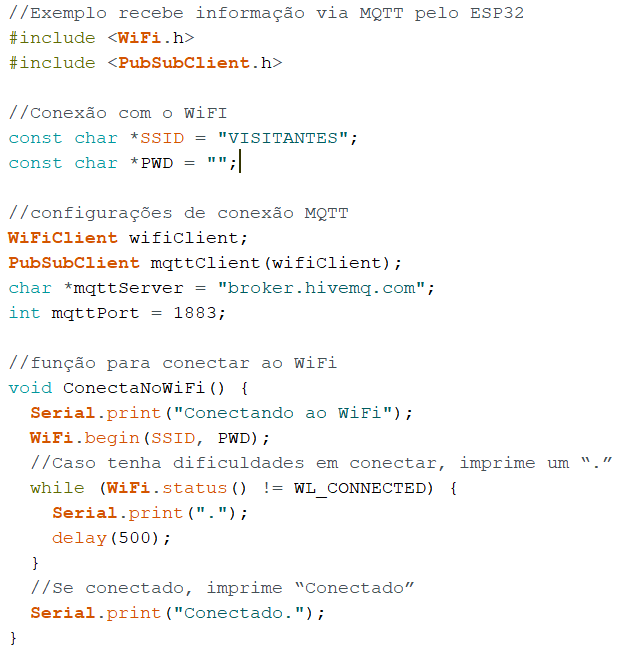 //Exemplo recebe informação via MQTT pelo ESP32
#include <WiFi.h>
#include <PubSubClient.h>

//Conexão com o WiFI
const char *SSID = "VISITANTES";
const char *PWD = "";

//configurações de conexão MQTT
WiFiClient wifiClient;
PubSubClient mqttClient(wifiClient);
char *mqttServer = "broker.hivemq.com";
int mqttPort = 1883;

//função para conectar ao WiFi
void ConectaNoWiFi() {
  Serial.print("Conectando ao WiFi");
  WiFi.begin(SSID, PWD);
  //Caso tenha dificuldades em conectar, imprime um “.”
  while (WiFi.status() != WL_CONNECTED) {
    Serial.print(".");
    delay(500);
  }
  //Se conectado, imprime “Conectado”
  Serial.print("Conectado.");
}